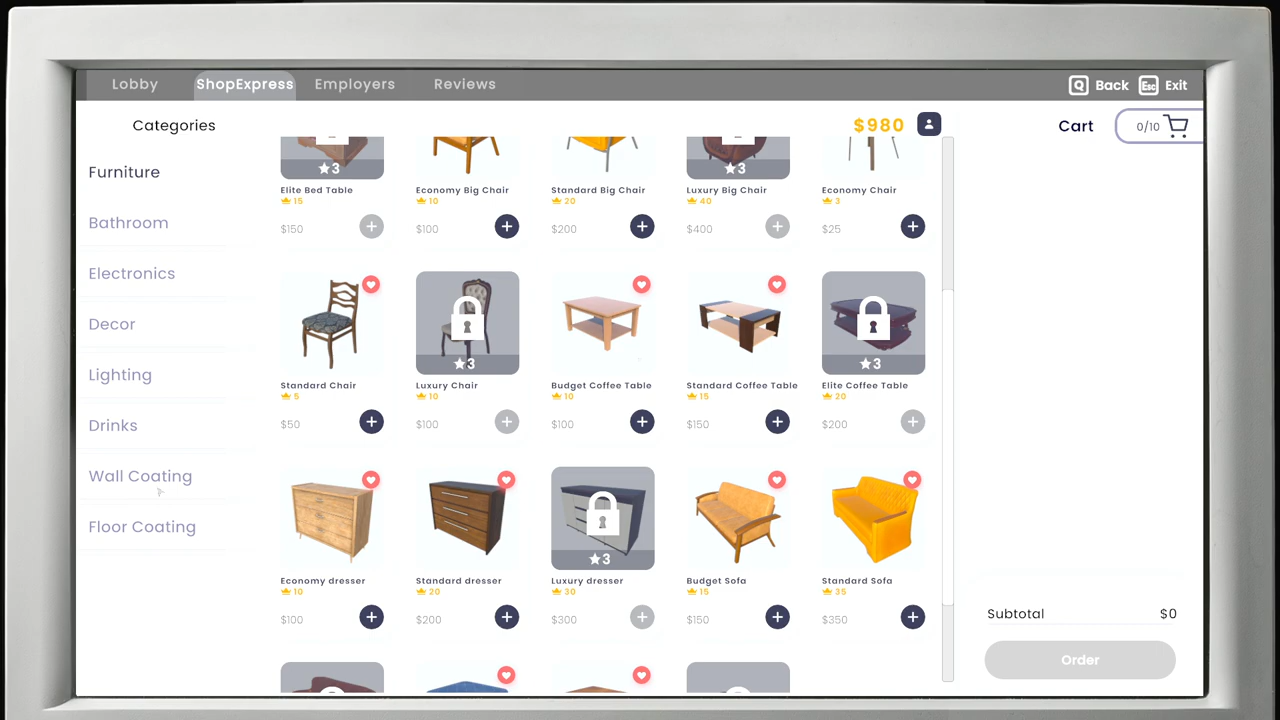 Lobby
ShopExpress
Employers
Reviews
Q Back Esc Exit
Categories
$980
Cart
0/10
Furniture
Bathroom
Electronics
Decor
Lighting
Drinks
Wall Coating
Floor Coating
3
Elite Bed Table
15
$150
Economy Big Chair
10
$100
Standard Big Chair
20
$200
3
Luxury Big Chair
40
$400
Economy Chair
3
$25
Standard Chair
5
$50
3
Luxury Chair
10
$100
Budget Coffee Table
10
$100
Standard Coffee Table
15
$150
3
Elite Coffee Table
20
$200
Economy dresser
10
$100
Standard dresser
20
$200
3
Luxury dresser
30
$300
Budget Sofa
15
$150
Standard Sofa
35
$350
Subtotal $0
Order